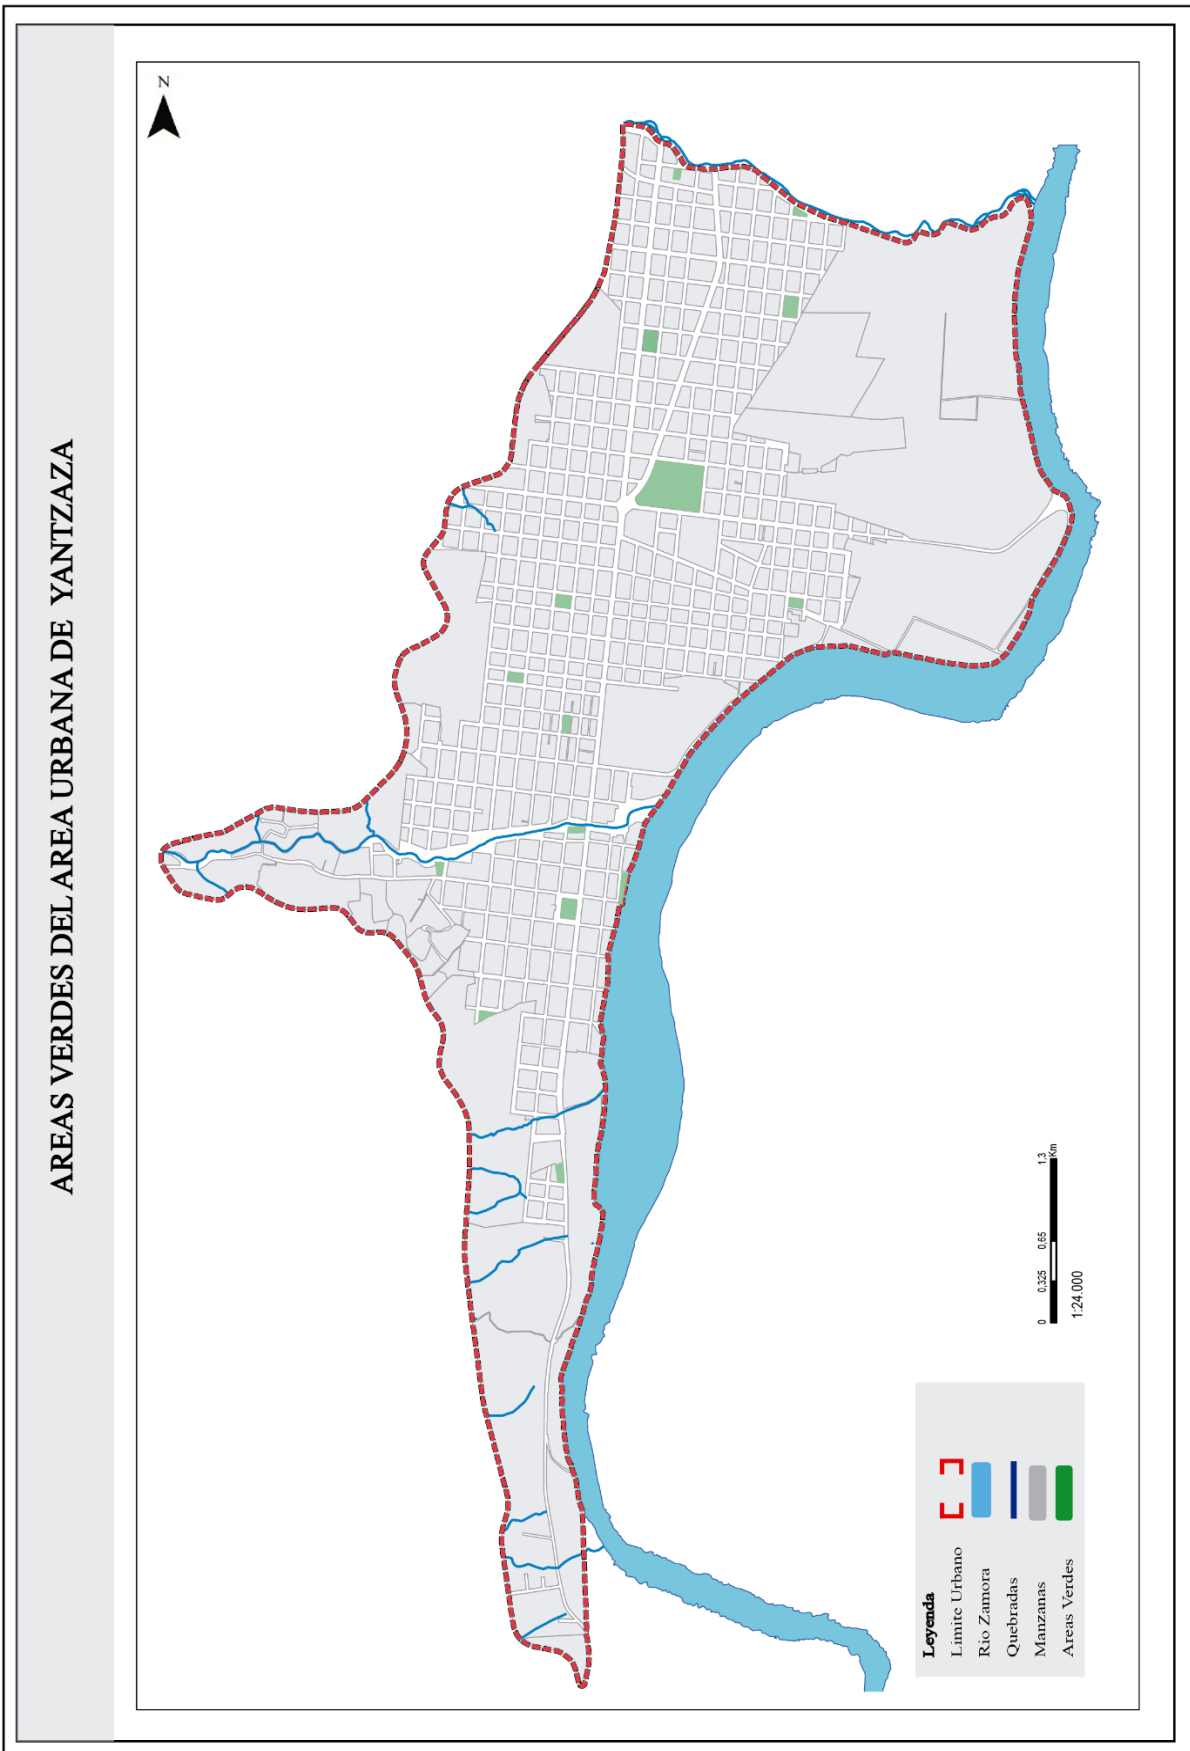 AREAS VERDES DEL AREA URBANA DE YANTZAZA
N
0 0,325 0,65 1,3
Km
1:24.000
Leyenda
Limite Urbano
Rio Zamora
Quebradas
Manzanas
Areas Verdes